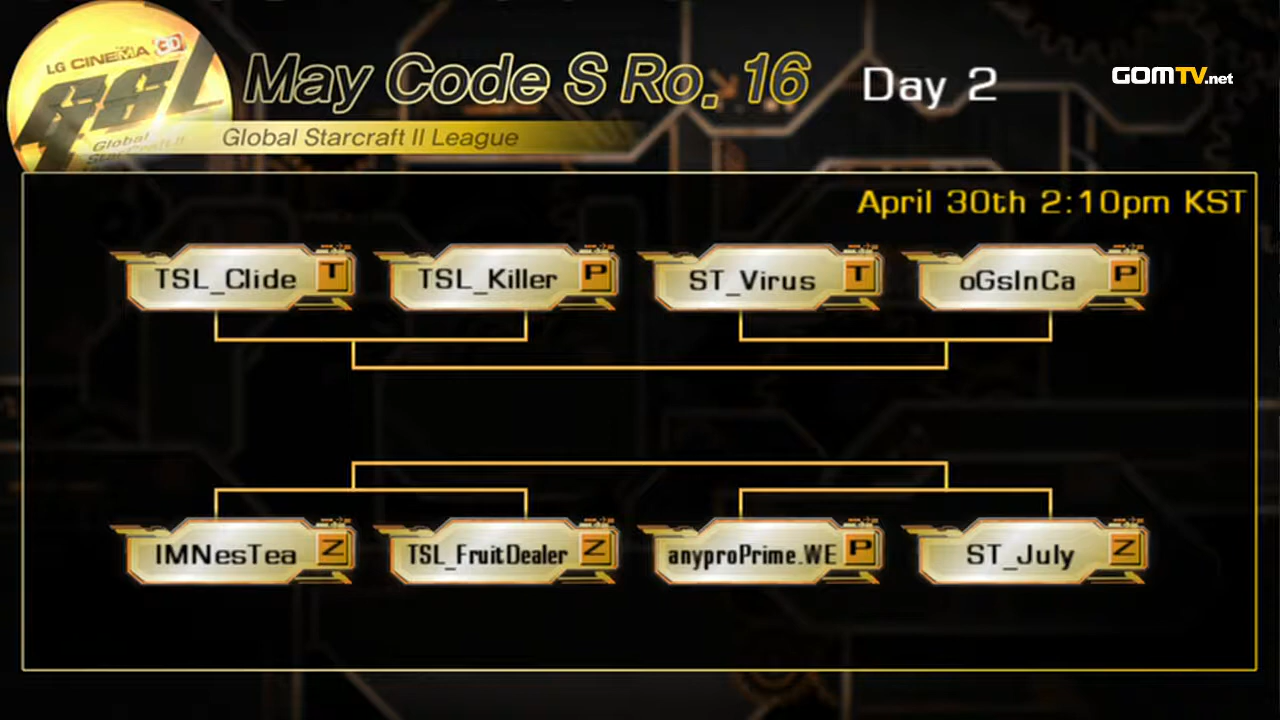 LG CINEMA 3D
GSL
Global
StarCraft II
May Code S Ro. 16
Day 2
GOMTV.net
Global Starcraft II League
April 30th 2:10pm KST
TSL_Clide T
TSL_Killer P
ST_Virus T
oGsInCa P
IMNesTea Z
TSL_FruitDealer Z
anyproPrime.WE P
ST_July Z